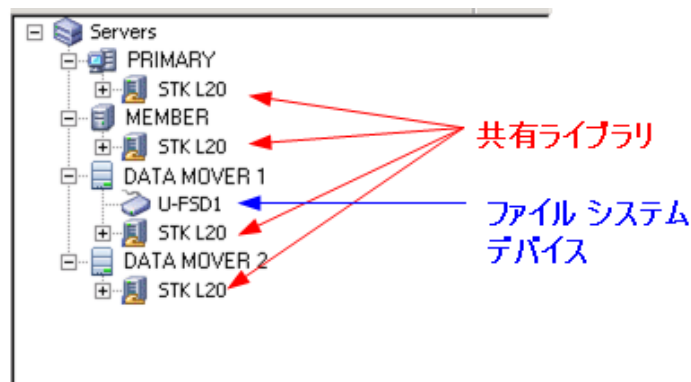 Servers
PRIMARY
STK L20
MEMBER
STK L20
DATA MOVER 1
U-FSD1
STK L20
DATA MOVER 2
STK L20
共有ライブラリ
ファイル システム
デバイス